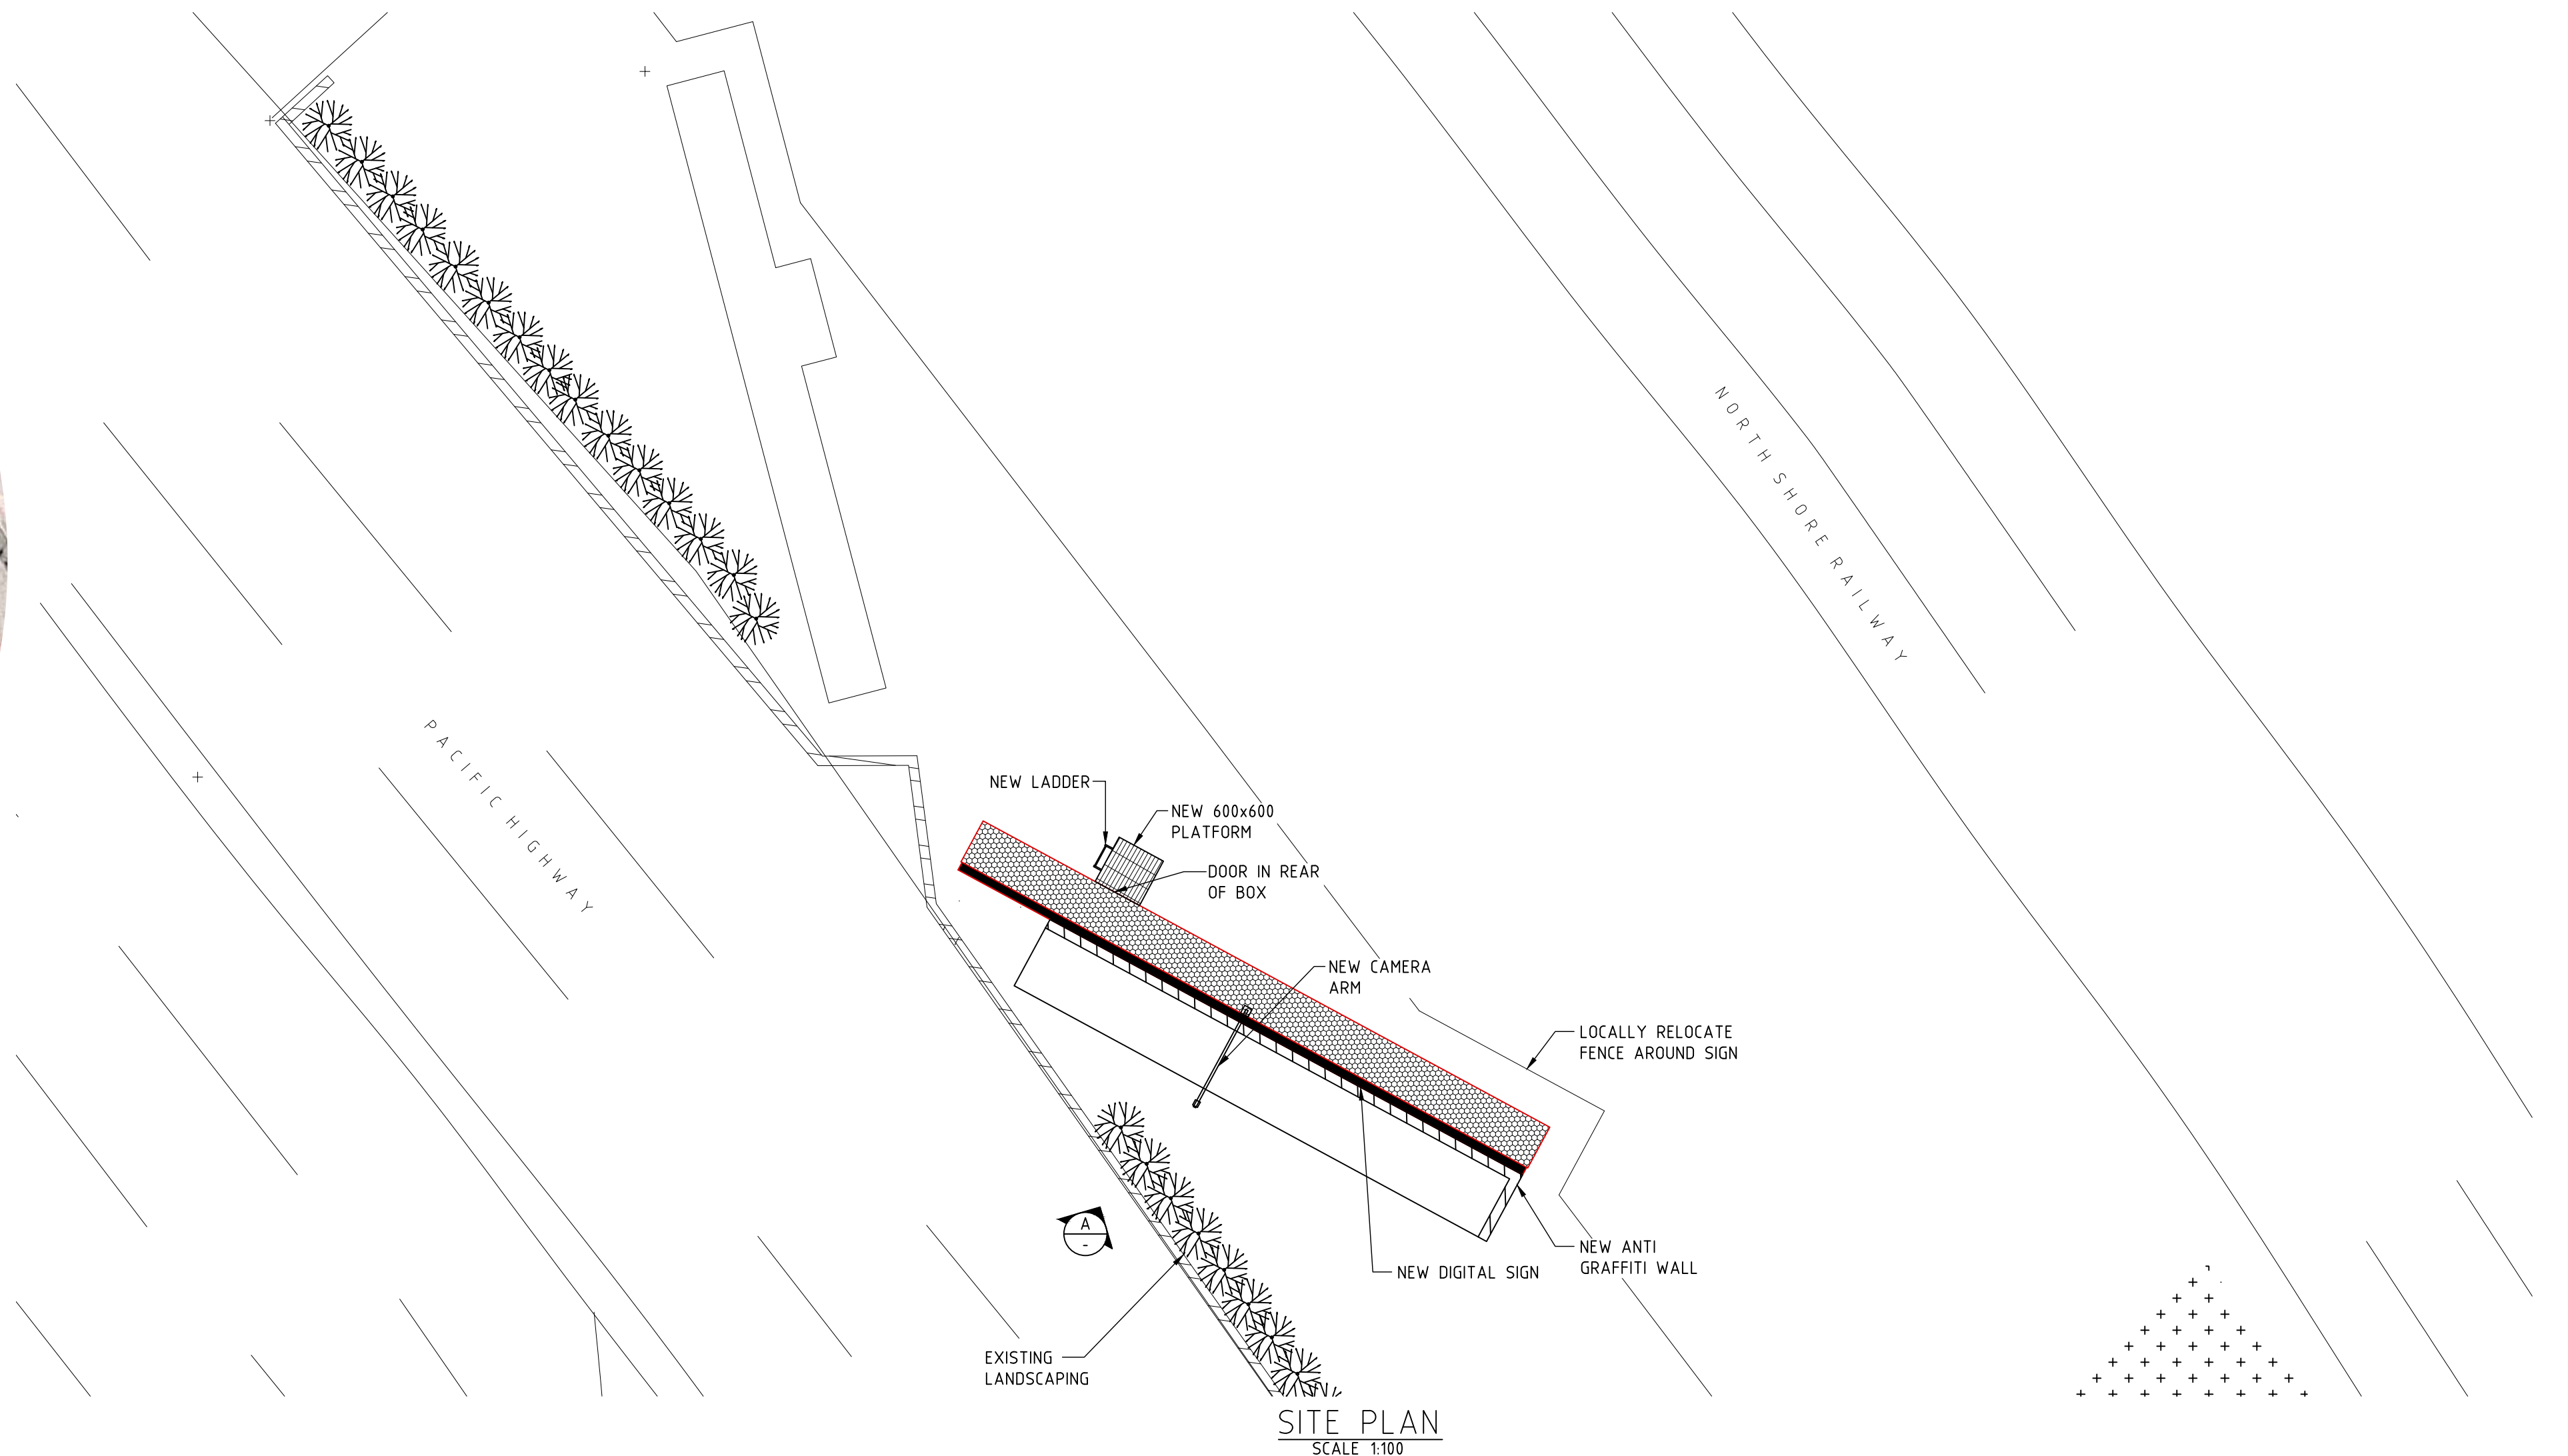 NORTH SHORE RAILWAY
PACIFIC HIGHWAY
NEW LADDER
NEW 600x600
PLATFORM
DOOR IN REAR
OF BOX
NEW CAMERA
ARM
LOCALLY RELOCATE
FENCE AROUND SIGN
A
-
NEW ANTI
GRAFFITI WALL
NEW DIGITAL SIGN
EXISTING
LANDSCAPING
SITE PLAN
SCALE 1:100